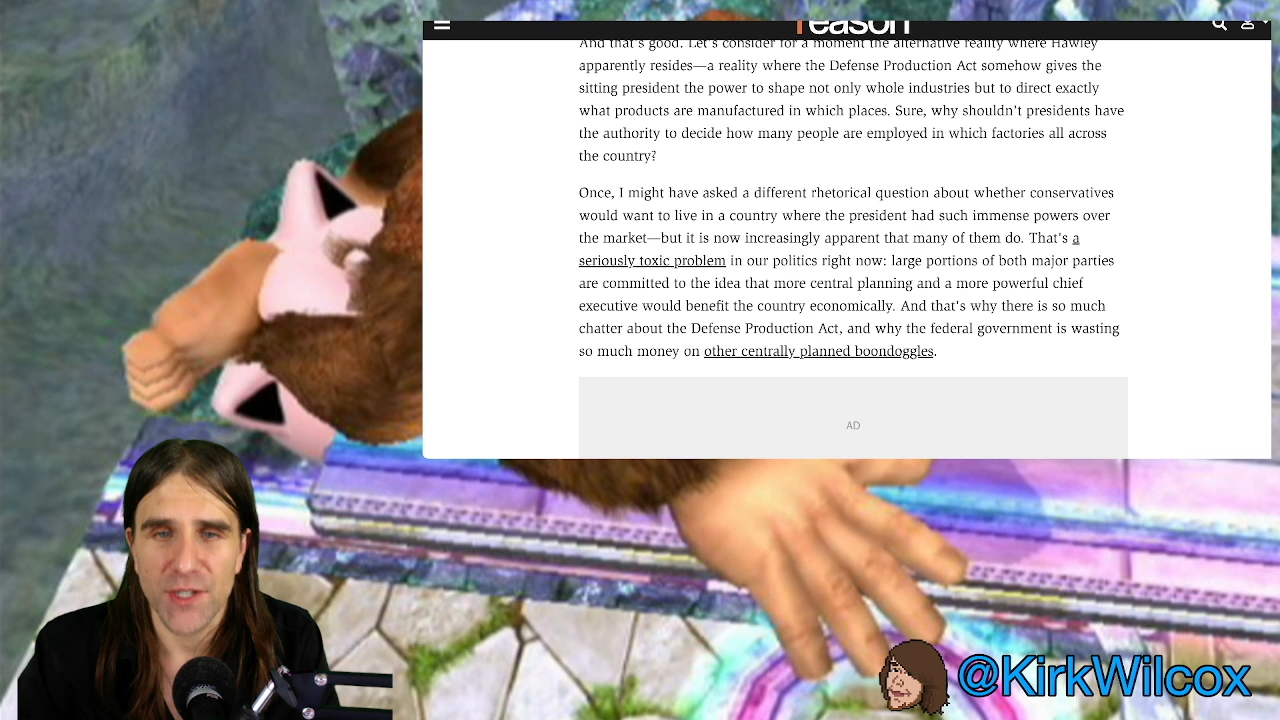 reason
And that's good. Let's consider for a moment the alternative reality where Hawley
apparently resides—a reality where the Defense Production Act somehow gives the
sitting president the power to shape not only whole industries but to direct exactly
what products are manufactured in which places. Sure, why shouldn't presidents have
the authority to decide how many people are employed in which factories all across
the country?
Once, I might have asked a different rhetorical question about whether conservatives
would want to live in a country where the president had such immense powers over
the market—but it is now increasingly apparent that many of them do. That's a
seriously toxic problem in our politics right now: large portions of both major parties
are committed to the idea that more central planning and a more powerful chief
executive would benefit the country economically. And that's why there is so much
chatter about the Defense Production Act, and why the federal government is wasting
so much money on other centrally planned boondoggles.
AD
@KirkWilcox